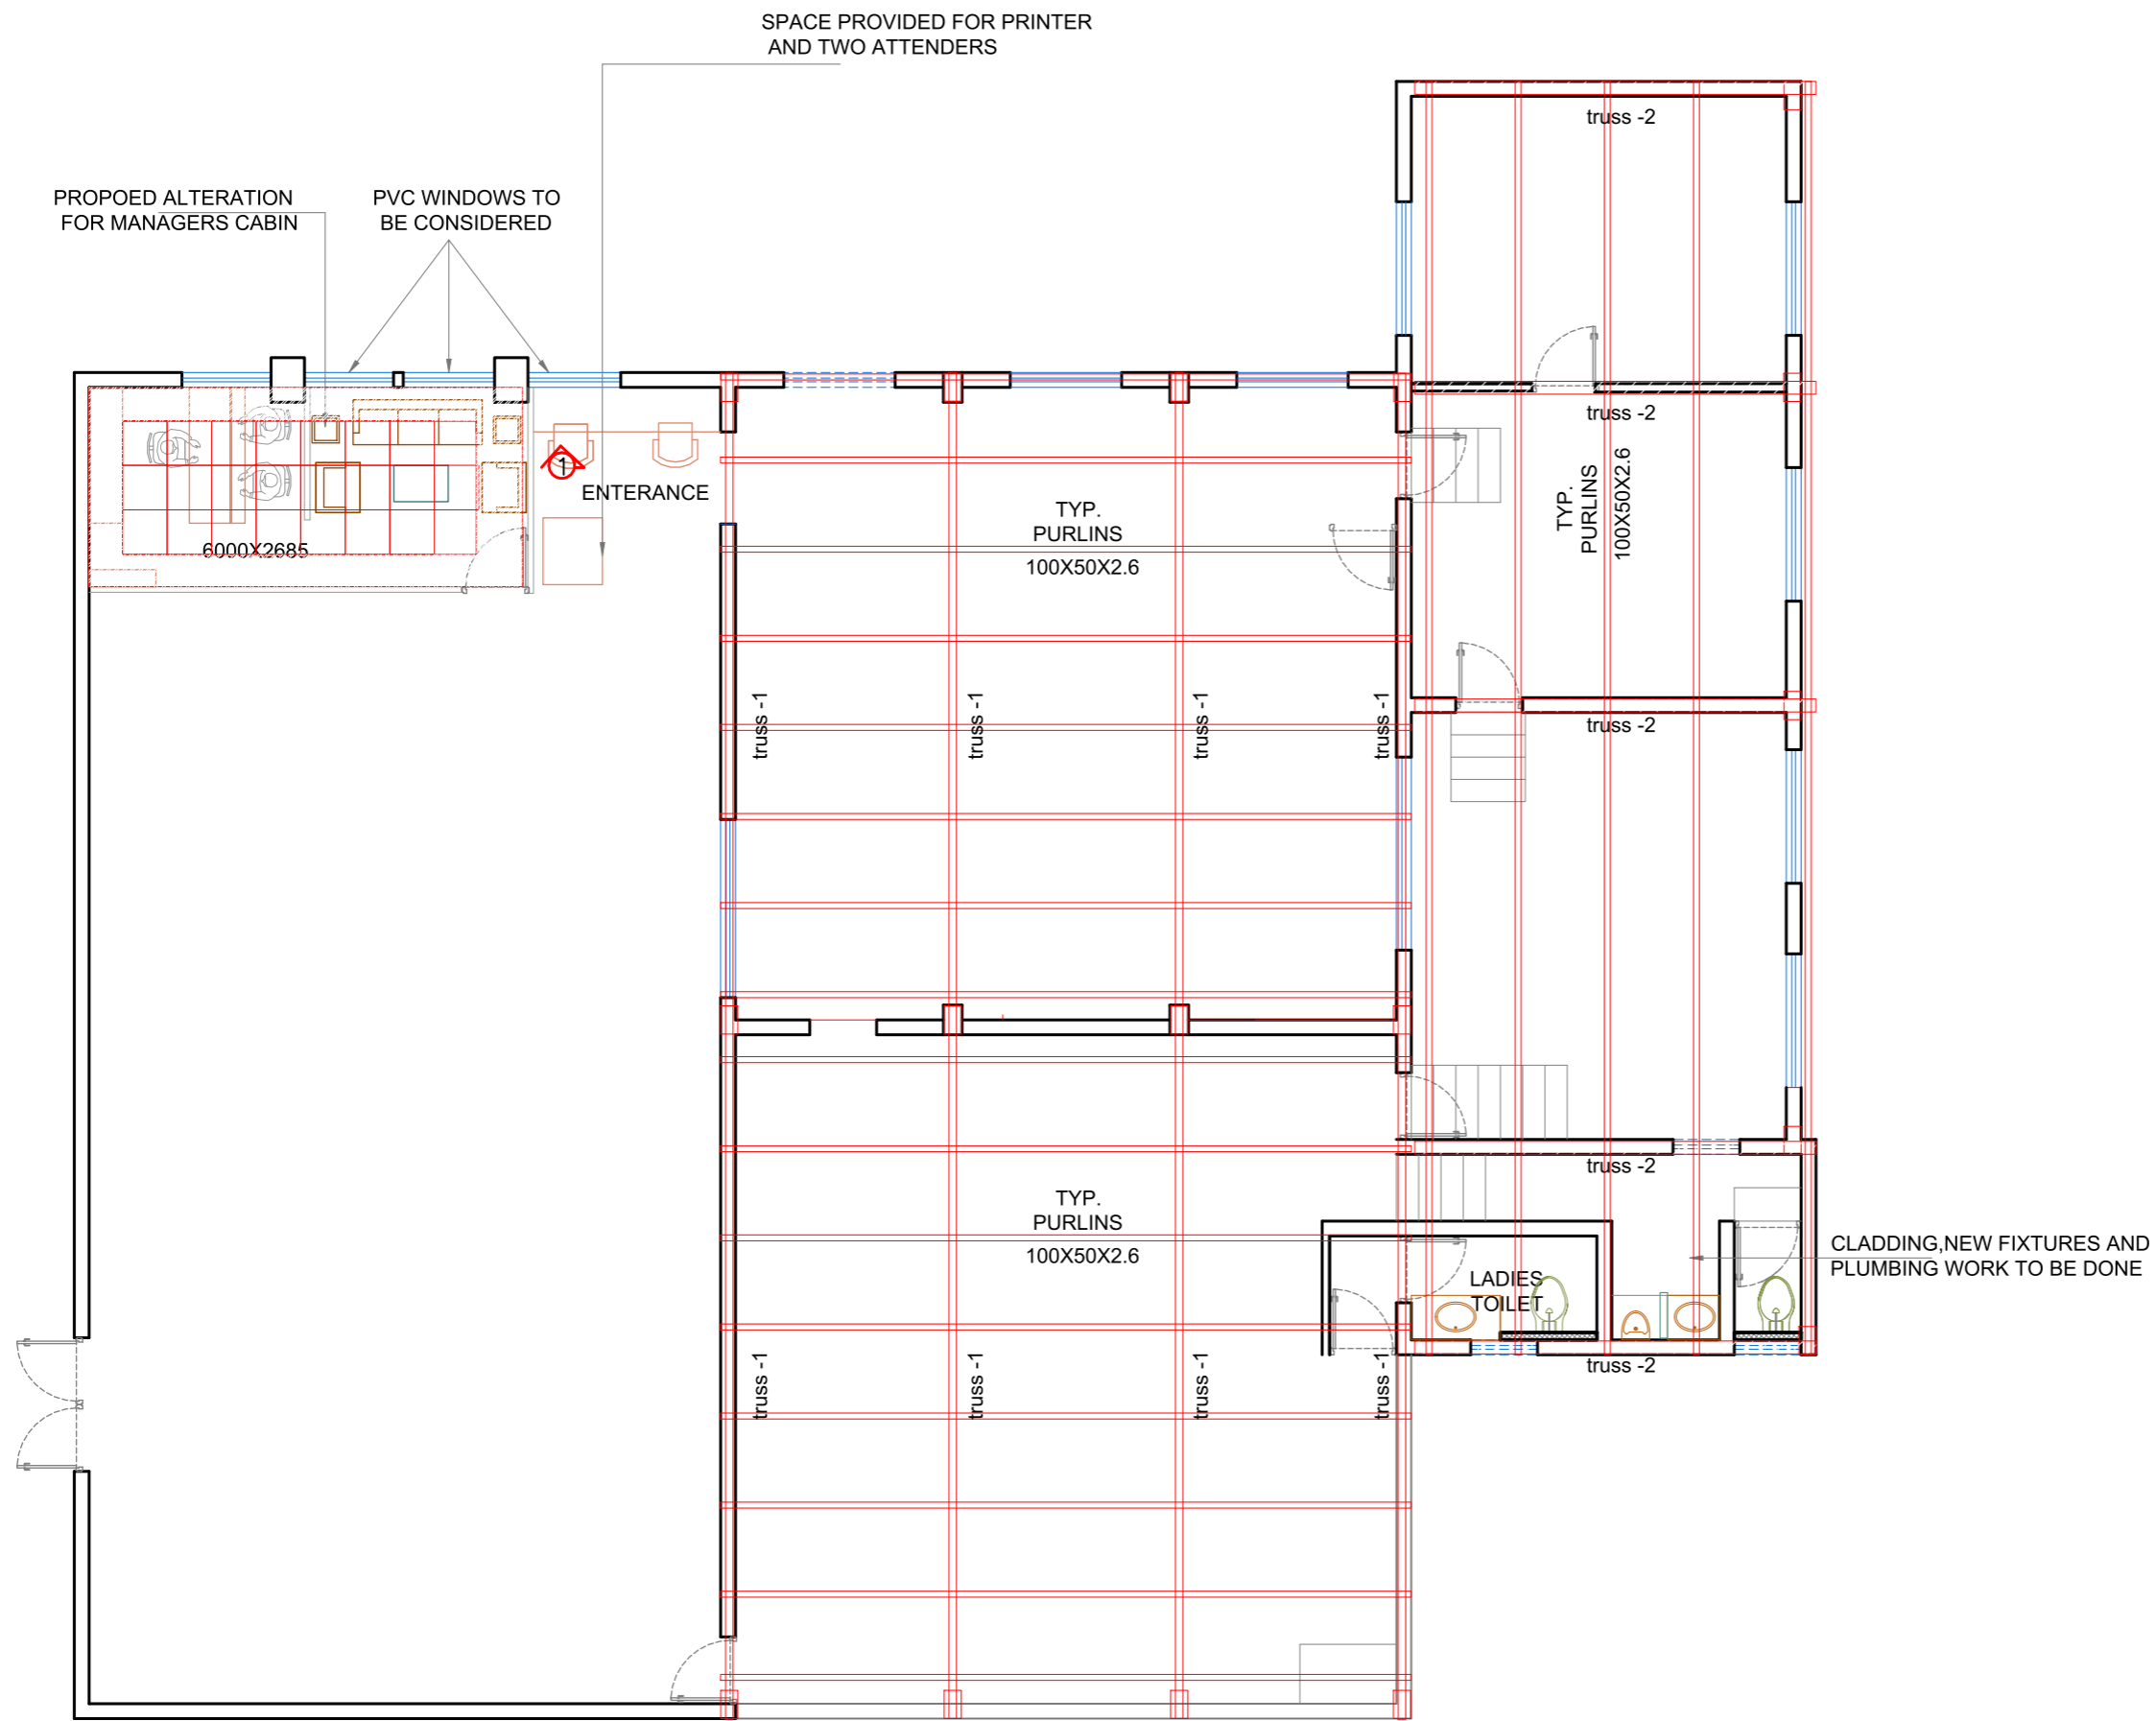 SPACE PROVIDED FOR PRINTER
AND TWO ATTENDERS
truss -2
PROPOED ALTERATION
FOR MANAGERS CABIN
PVC WINDOWS TO
BE CONSIDERED
truss -2
1
ENTERANCE
6000X2685
TYP.
PURLINS
100X50X2.6
TYP.
PURLINS
100X50X2.6
truss -1
truss -1
truss -1
truss -1
truss -2
truss -2
TYP.
PURLINS
100X50X2.6
CLADDING,NEW FIXTURES AND
PLUMBING WORK TO BE DONE
LADIES
TOILET
truss -1
truss -1
truss -1
truss -1
truss -2